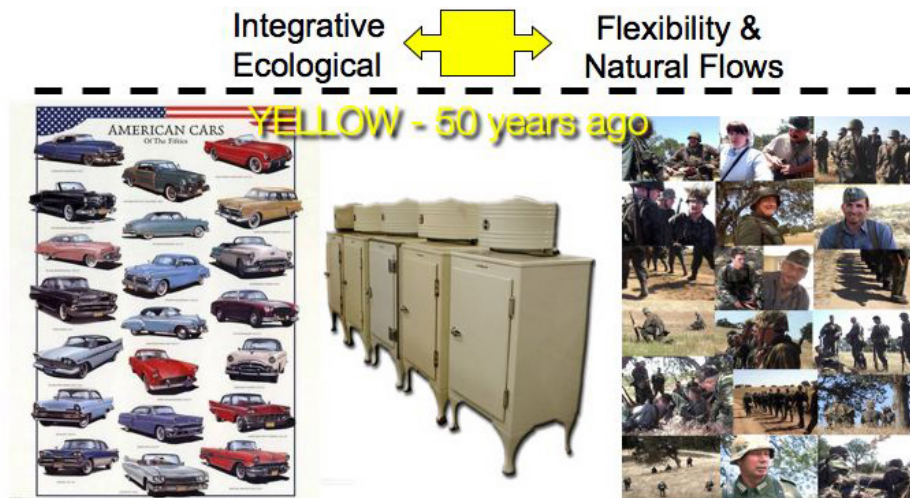 Integrative
Ecological
Flexibility &
Natural Flows
YELLOW - 50 years ago
AMERICAN CARS
Of The Fifties